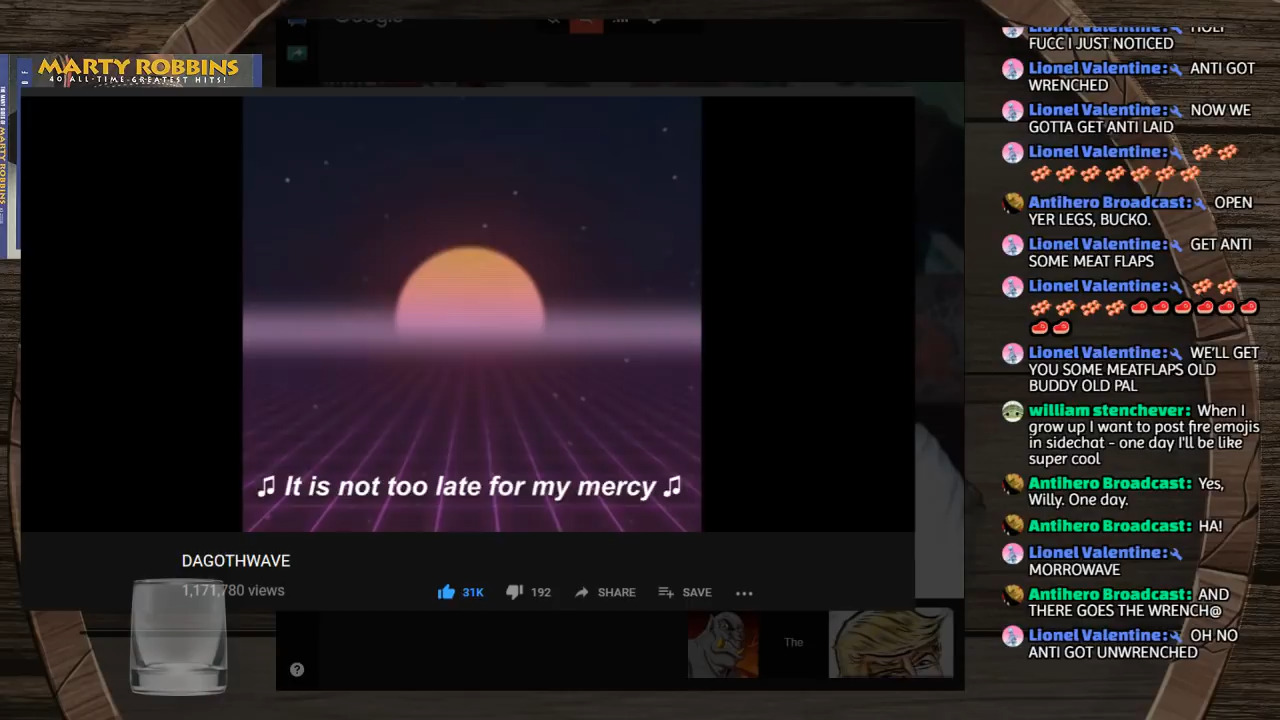 Google
MARTY ROBBINS
40 ALL-TIME-GREATEST HITS!
MARTY ROBBINS
♫ It is not too late for my mercy ♫
DAGOTHWAVE
1,171,780 views
31K
192
SHARE
SAVE
The
Lionel Valentine: HOLY
FUCC I JUST NOTICED
Lionel Valentine: ANTI GOT
WRENCHED
Lionel Valentine: NOW WE
GOTTA GET ANTI LAID
Lionel Valentine:
Antihero Broadcast: OPEN
YER LEGS, BUCKO.
Lionel Valentine: GET ANTI
SOME MEAT FLAPS
Lionel Valentine:
Lionel Valentine: WE'LL GET
YOU SOME MEATFLAPS OLD
BUDDY OLD PAL
william stenchever: When I
grow up I want to post fire emojis
in sidechat - one day I'll be like
super cool
Antihero Broadcast: Yes,
Willy. One day.
Antihero Broadcast: HA!
Lionel Valentine:
MORROWAVE
Antihero Broadcast: AND
THERE GOES THE WRENCH@
Lionel Valentine: OH NO
ANTI GOT UNWRENCHED